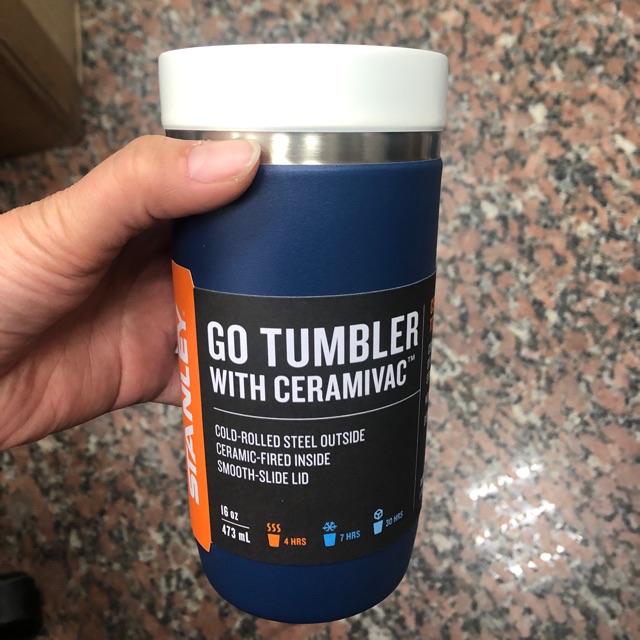 STANLEY
GO TUMBLER
WITH CERAMIVAC™
COLD-ROLLED STEEL OUTSIDE
CERAMIC-FIRED INSIDE
SMOOTH-SLIDE LID
16 oz
473 mL
4 HRS
7 HRS
30 HRS